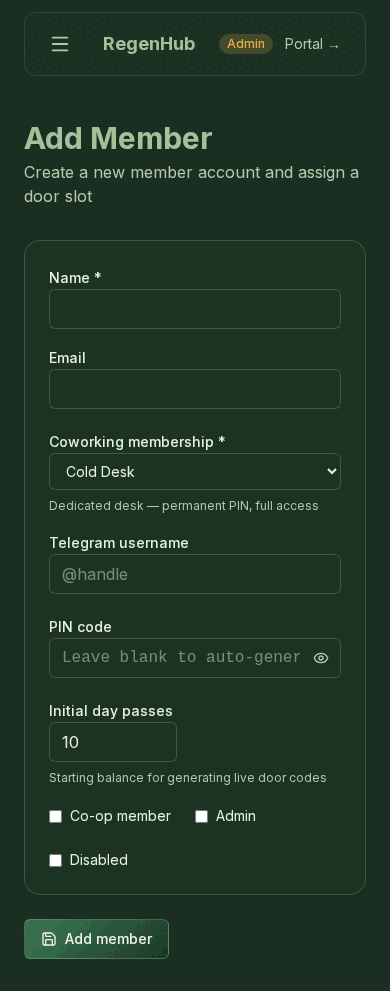 RegenHub Admin Portal →
Add Member
Create a new member account and assign a
door slot
Name *
Email
Coworking membership *
Cold Desk
Dedicated desk — permanent PIN, full access
Telegram username
@handle
PIN code
Leave blank to auto-gener
Initial day passes
10
Starting balance for generating live door codes
Co-op member Admin
Disabled
Add member